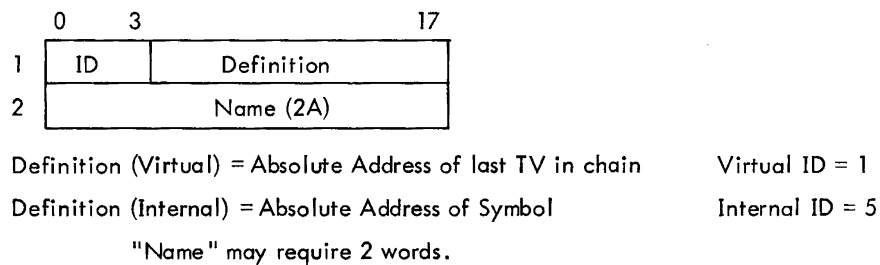 0 3 17
1 ID Definition
2 Name (2A)
Definition (Virtual) = Absolute Address of last TV in chain Virtual ID = 1
Definition (Internal) = Absolute Address of Symbol Internal ID = 5
"Name" may require 2 words.